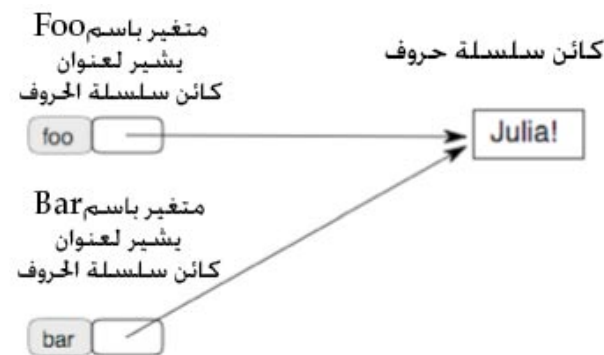 متغير باسمFoo
يشير لعنوان
كائن سلسلة الحروف
foo
كائن سلسلة حروف
Julia!
متغير باسمBar
يشير لعنوان
كائن سلسلة الحروف
bar